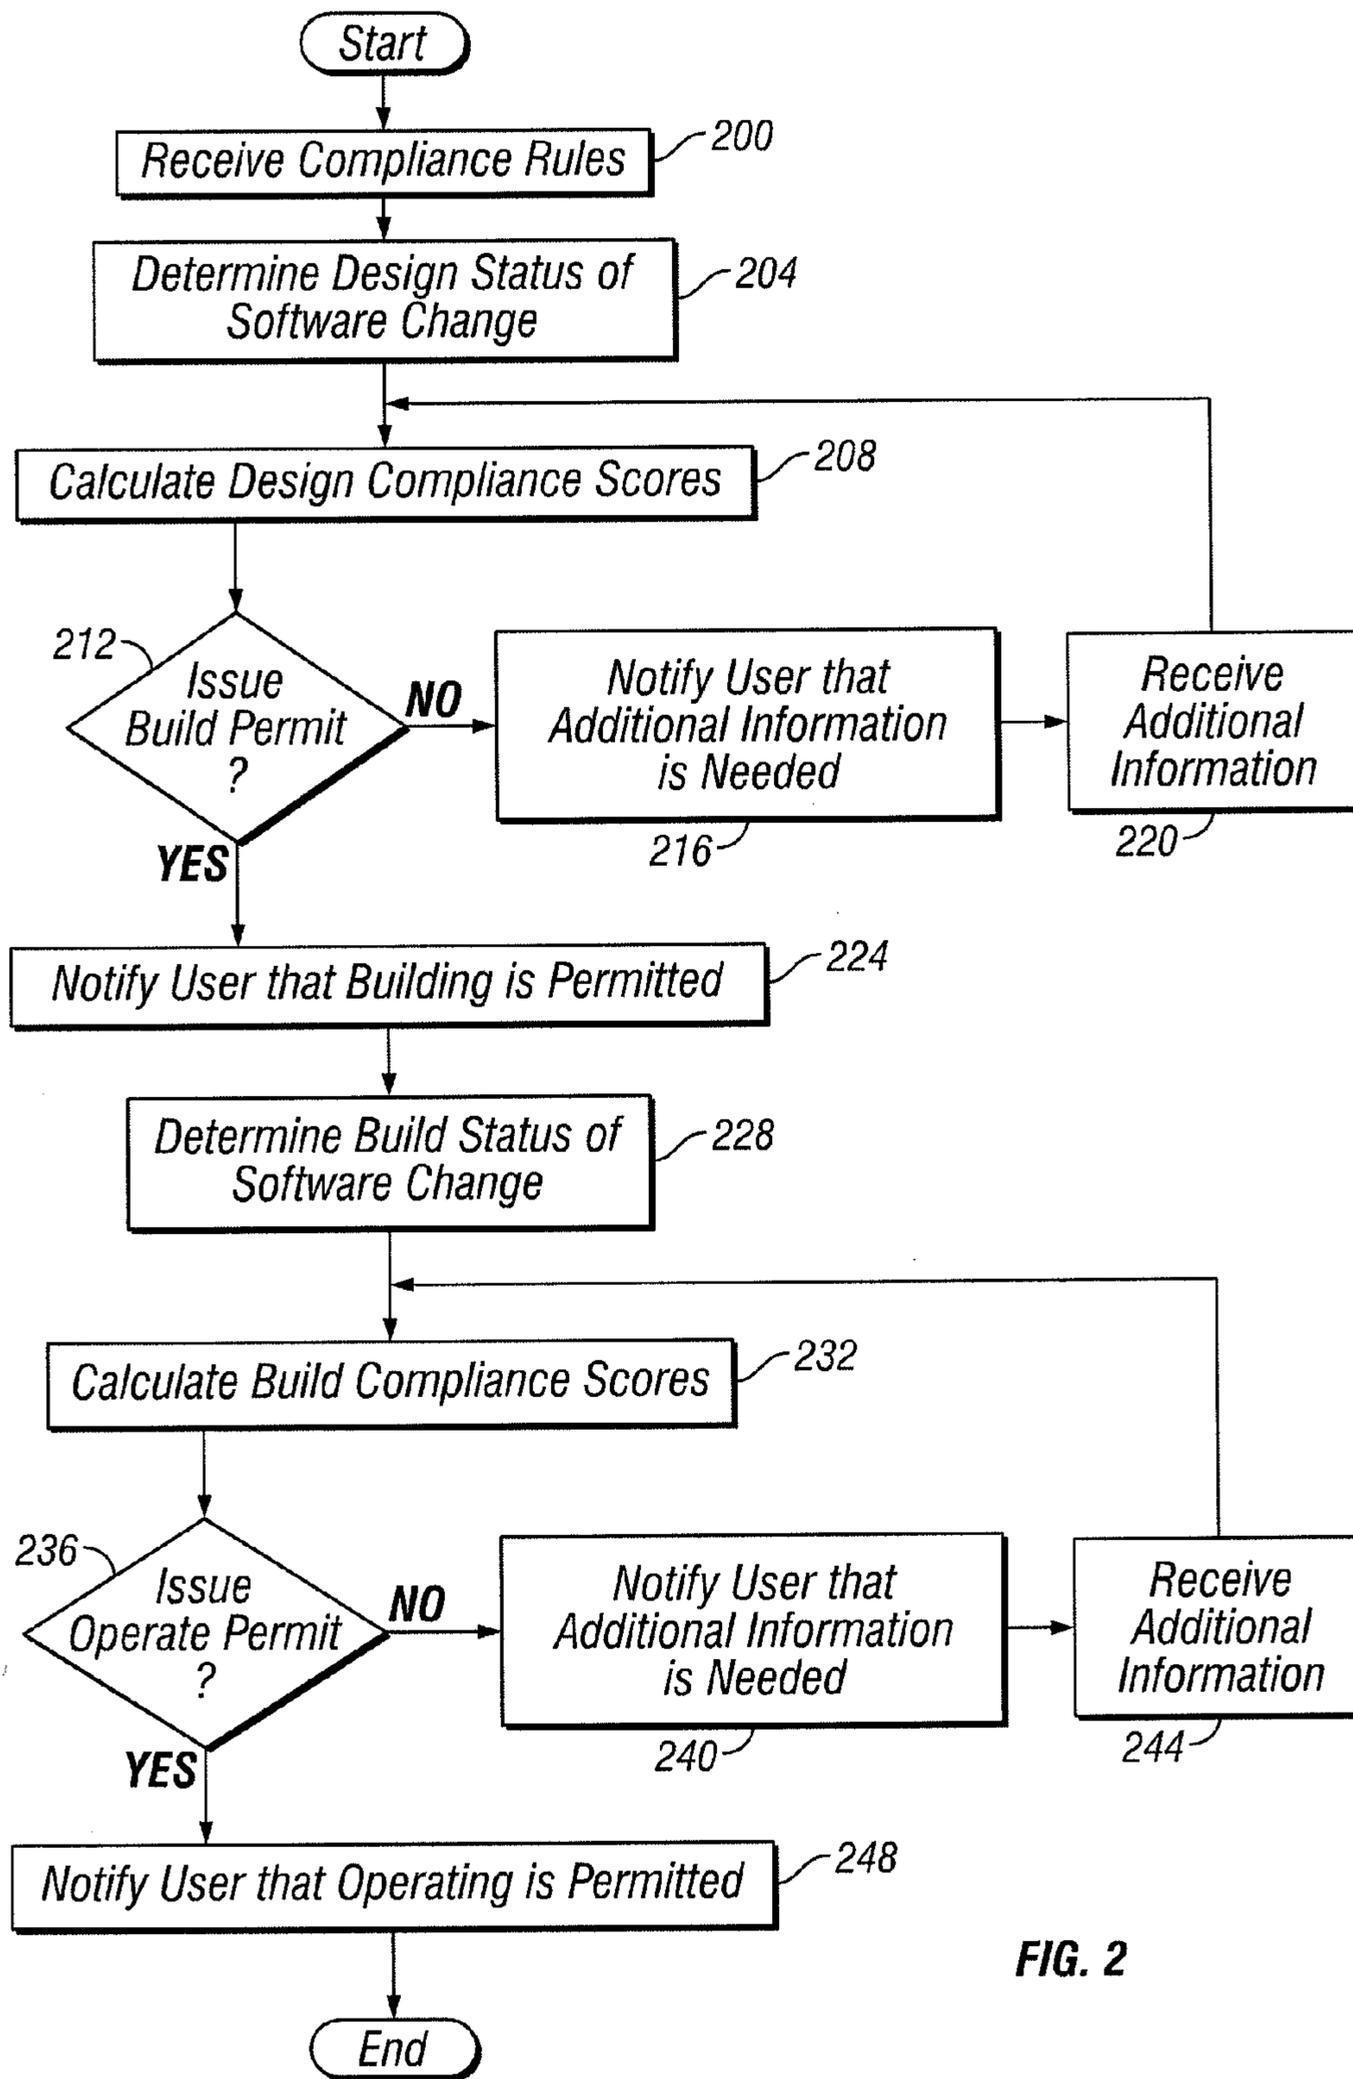 Start
Receive Compliance Rules
200
Determine Design Status of
Software Change
204
Calculate Design Compliance Scores
208
212
Issue
Build Permit
?
NO
YES
Notify User that
Additional Information
is Needed
216
Receive
Additional
Information
220
Notify User that Building is Permitted
224
Determine Build Status of
Software Change
228
Calculate Build Compliance Scores
232
236
Issue
Operate Permit
?
NO
YES
Notify User that
Additional Information
is Needed
240
Receive
Additional
Information
244
Notify User that Operating is Permitted
248
End
FIG. 2